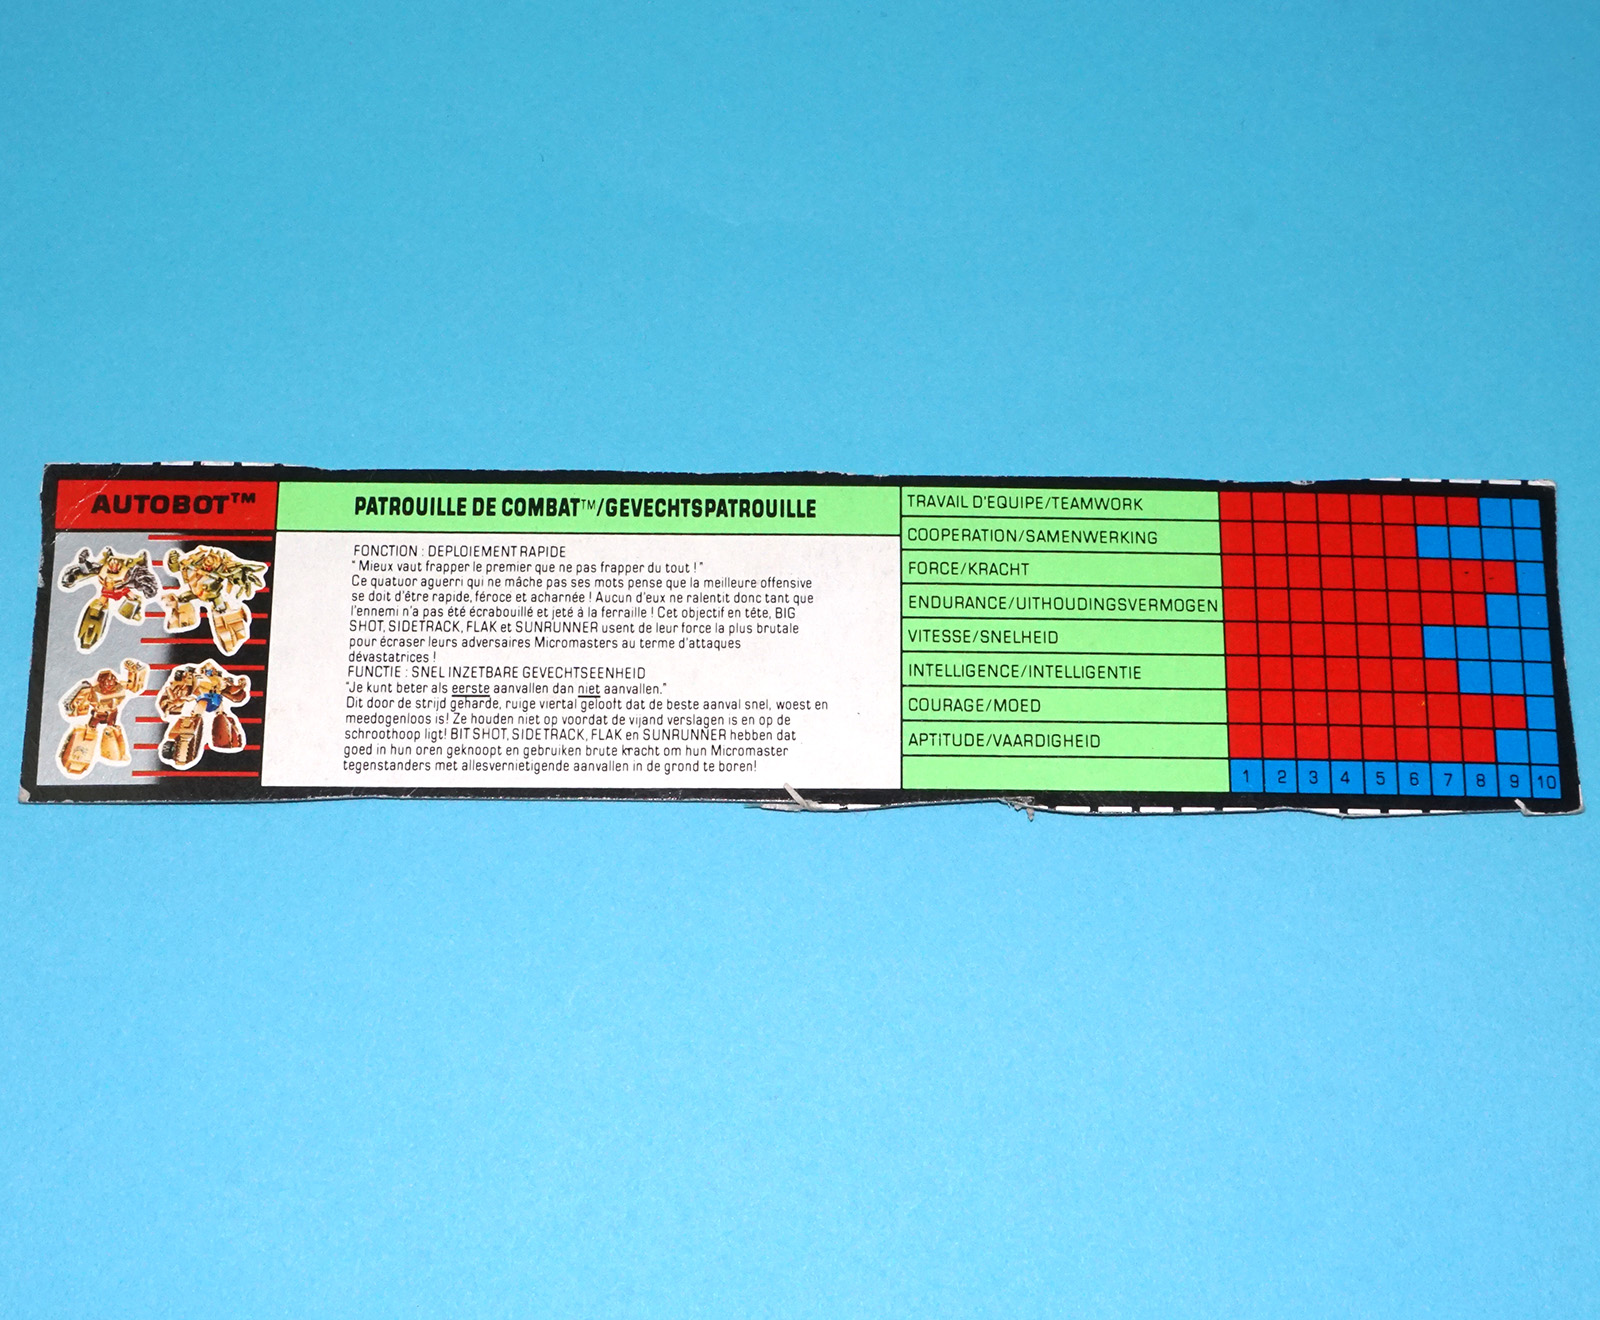 AUTOBOT™
PATROUILLE DE COMBAT™/GEVECHTSPATROUILLE
FONCTION : DEPLOIEMENT RAPIDE
" Mieux vaut frapper le premier que ne pas frapper du tout ! "
Ce quatuor aguerri qui ne mâche pas ses mots pense que la meilleure offensive
se doit d'être rapide, féroce et acharnée ! Aucun d'eux ne ralentit donc tant que
l'ennemi n'a pas été écrabouillé et jeté à la ferraille ! Cet objectif en tête, BIG
SHOT, SIDETRACK, FLAK et SUNRUNNER usent de leur force la plus brutale
pour écraser leurs adversaires Micromasters au terme d'attaques
dévastatrices !
FUNCTIE : SNEL INZETBARE GEVECHTSEENHEID
"Je kunt beter als eerste aanvallen dan niet aanvallen."
Dit door de strijd geharde, ruige viertal gelooft dat de beste aanval snel, woest en
meedogenloos is! Ze houden niet op voordat de vijand verslagen is en op de
schroothoop ligt! BIT SHOT, SIDETRACK, FLAK en SUNRUNNER hebben dat
goed in hun oren geknoopt en gebruiken brute kracht om hun Micromaster
tegenstanders met allesvernietigende aanvallen in de grond te boren!
TRAVAIL D'EQUIPE/TEAMWORK
COOPERATION/SAMENWERKING
FORCE/KRACHT
ENDURANCE/UITHOUDINGSVERMOGEN
VITESSE/SNELHEID
INTELLIGENCE/INTELLIGENTIE
COURAGE/MOED
APTITUDE/VAARDIGHEID
1 2 3 4 5 6 7 8 9 10